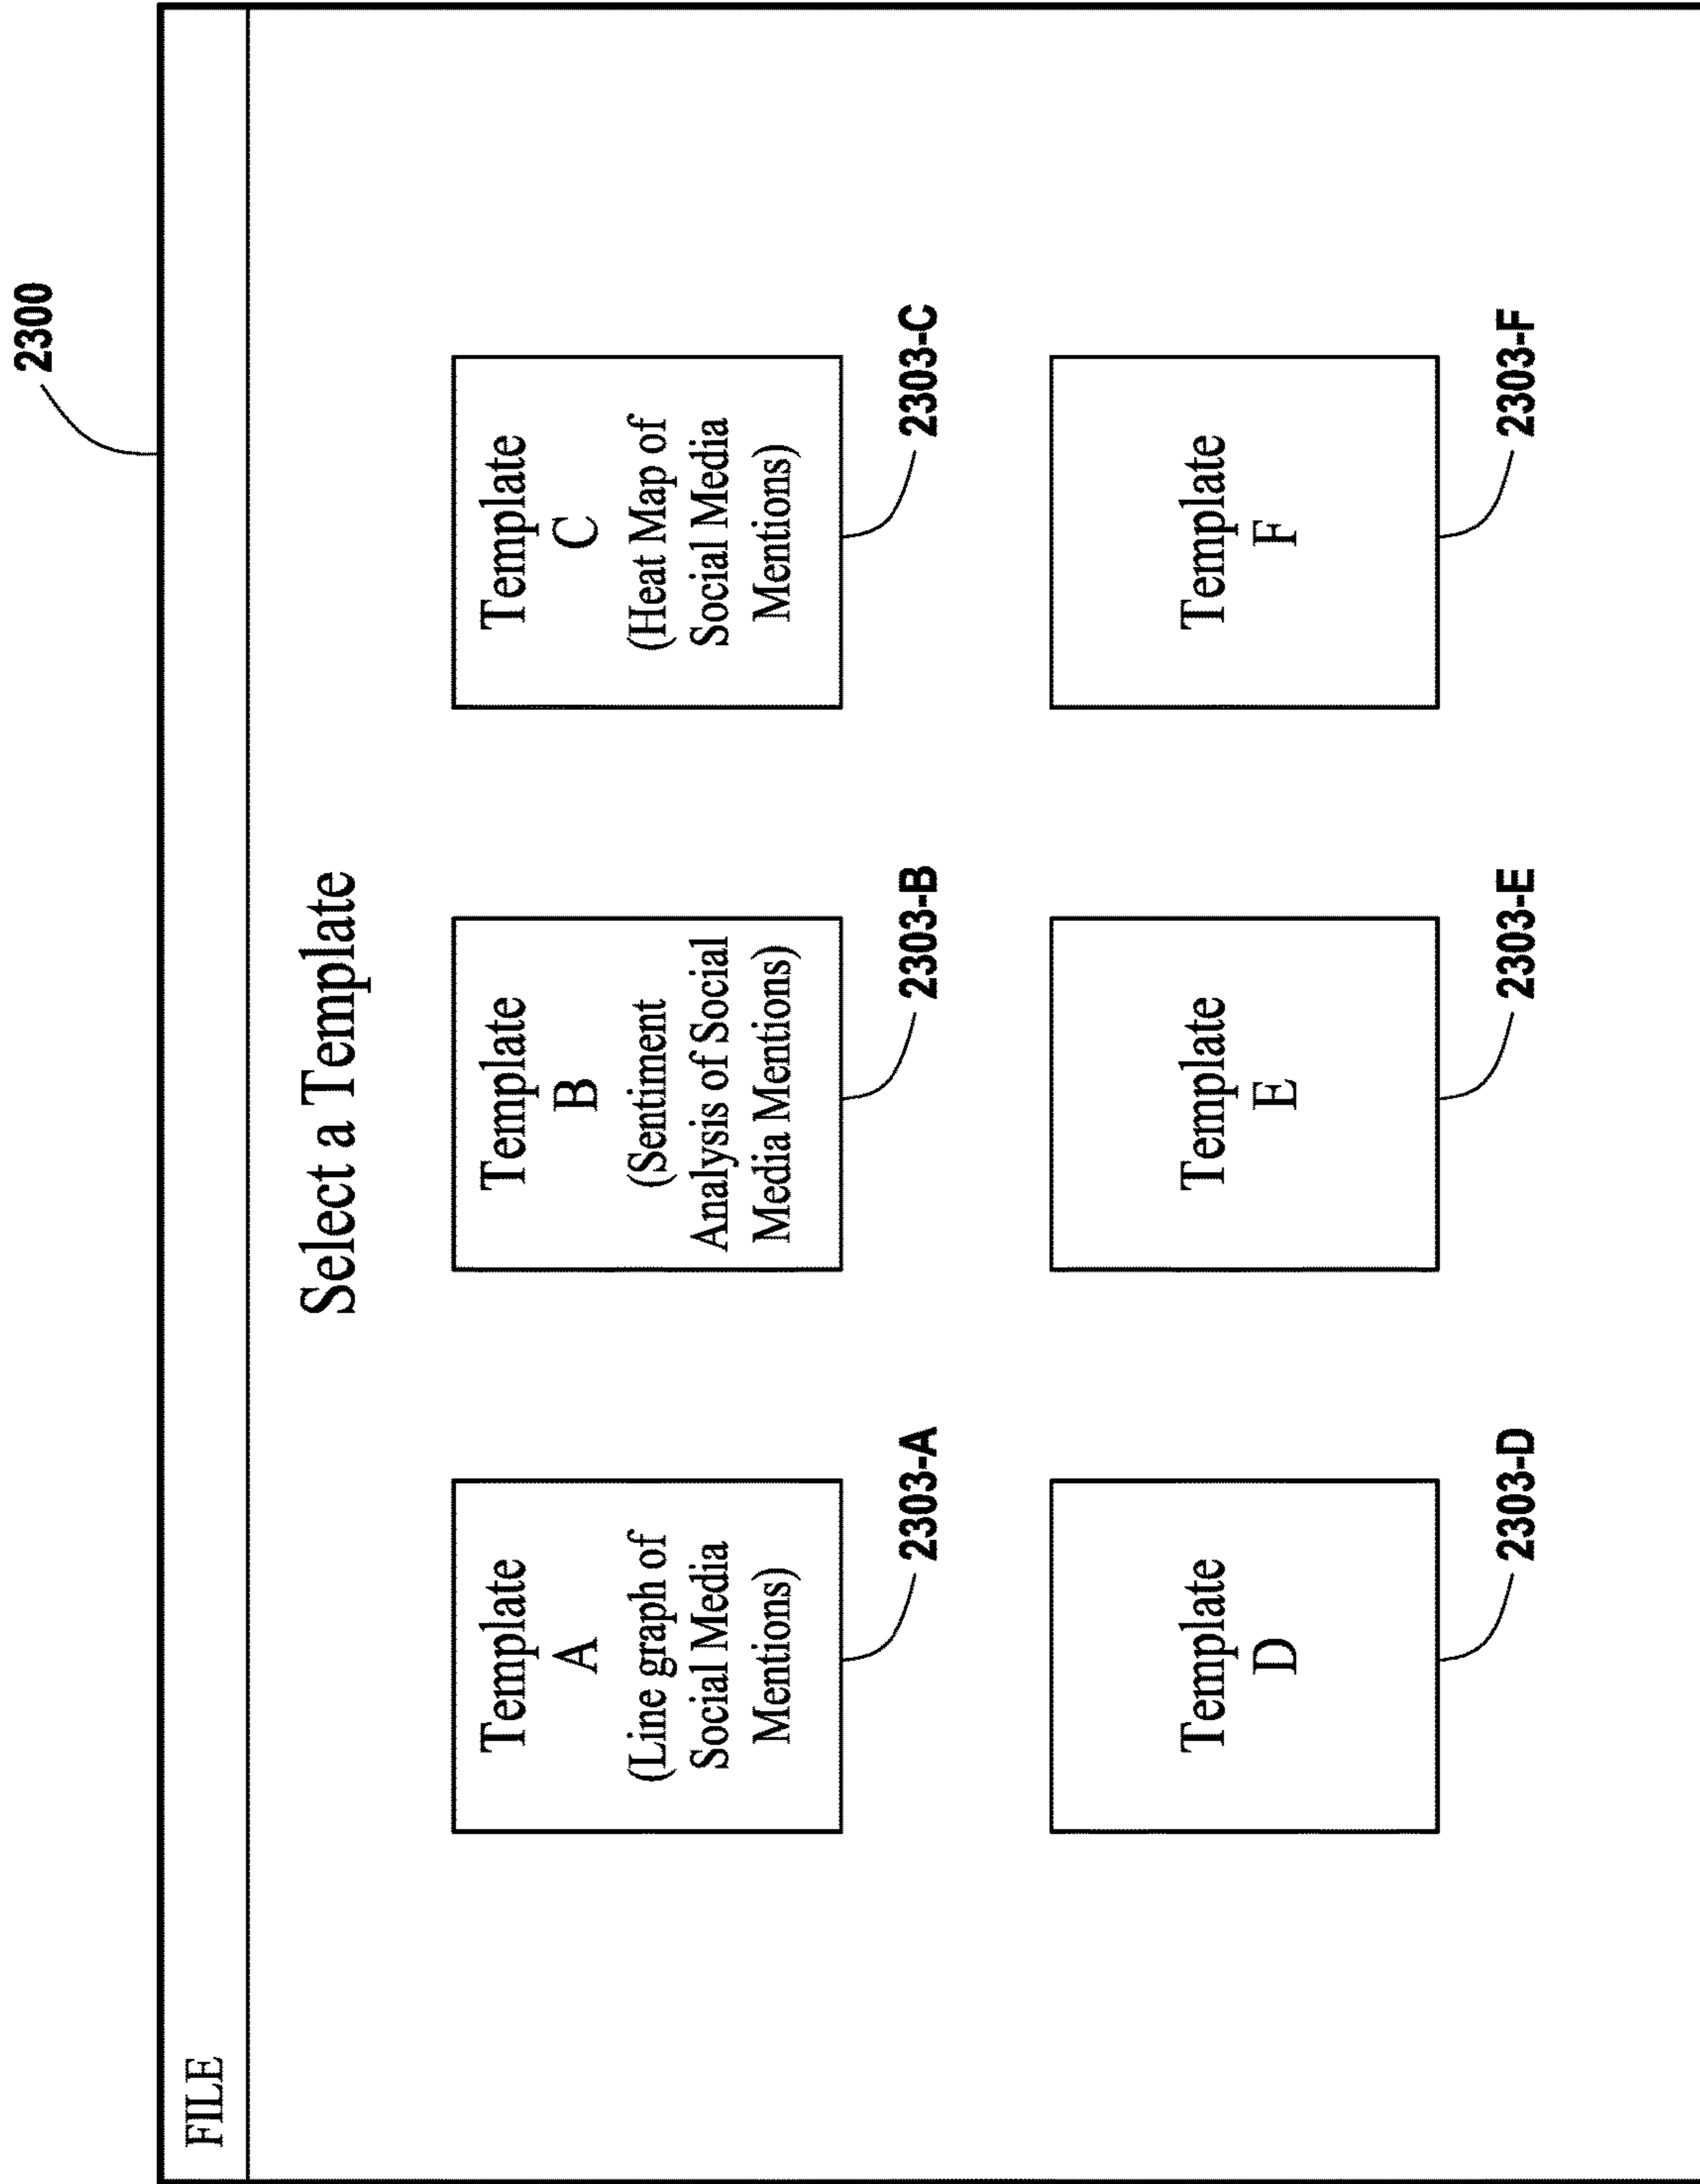 2300
FILE
Select a Template
Template
A
(Line graph of
Social Media
Mentions)
2303-A
Template
B
(Sentiment
Analysis of Social
Media Mentions)
2303-B
Template
C
(Heat Map of
Social Media
Mentions)
2303-C
Template
D
2303-D
Template
E
2303-E
Template
F
2303-F